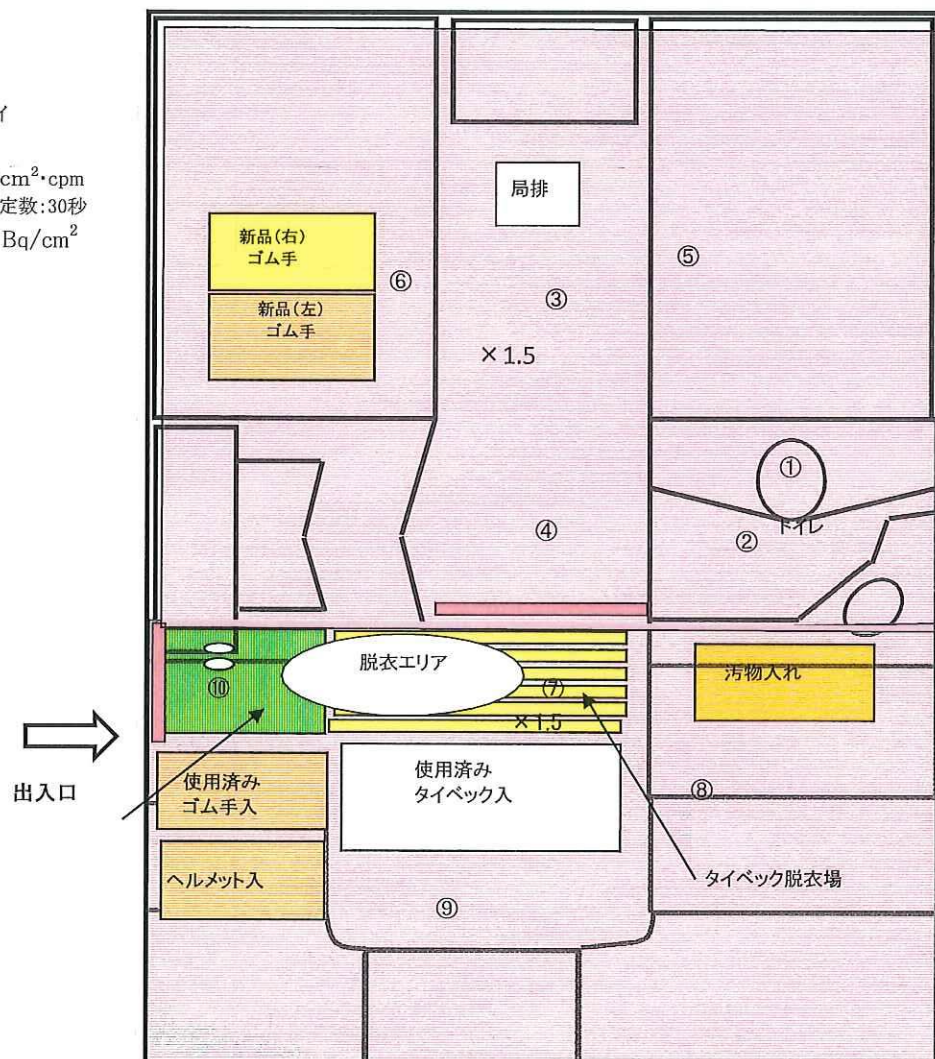 イ
cm²・cpm
定数:30秒
Bq/cm²
局排
新品(右)
ゴム手
⑥
⑤
新品(左)
ゴム手
③
×1.5
①
トイレ
④
②
脱衣エリア
⑩
⑦
×1.5
汚物入れ
出入口
使用済み
ゴム手入
使用済み
タイベック入
⑧
ヘルメット入
タイベック脱衣場
⑨